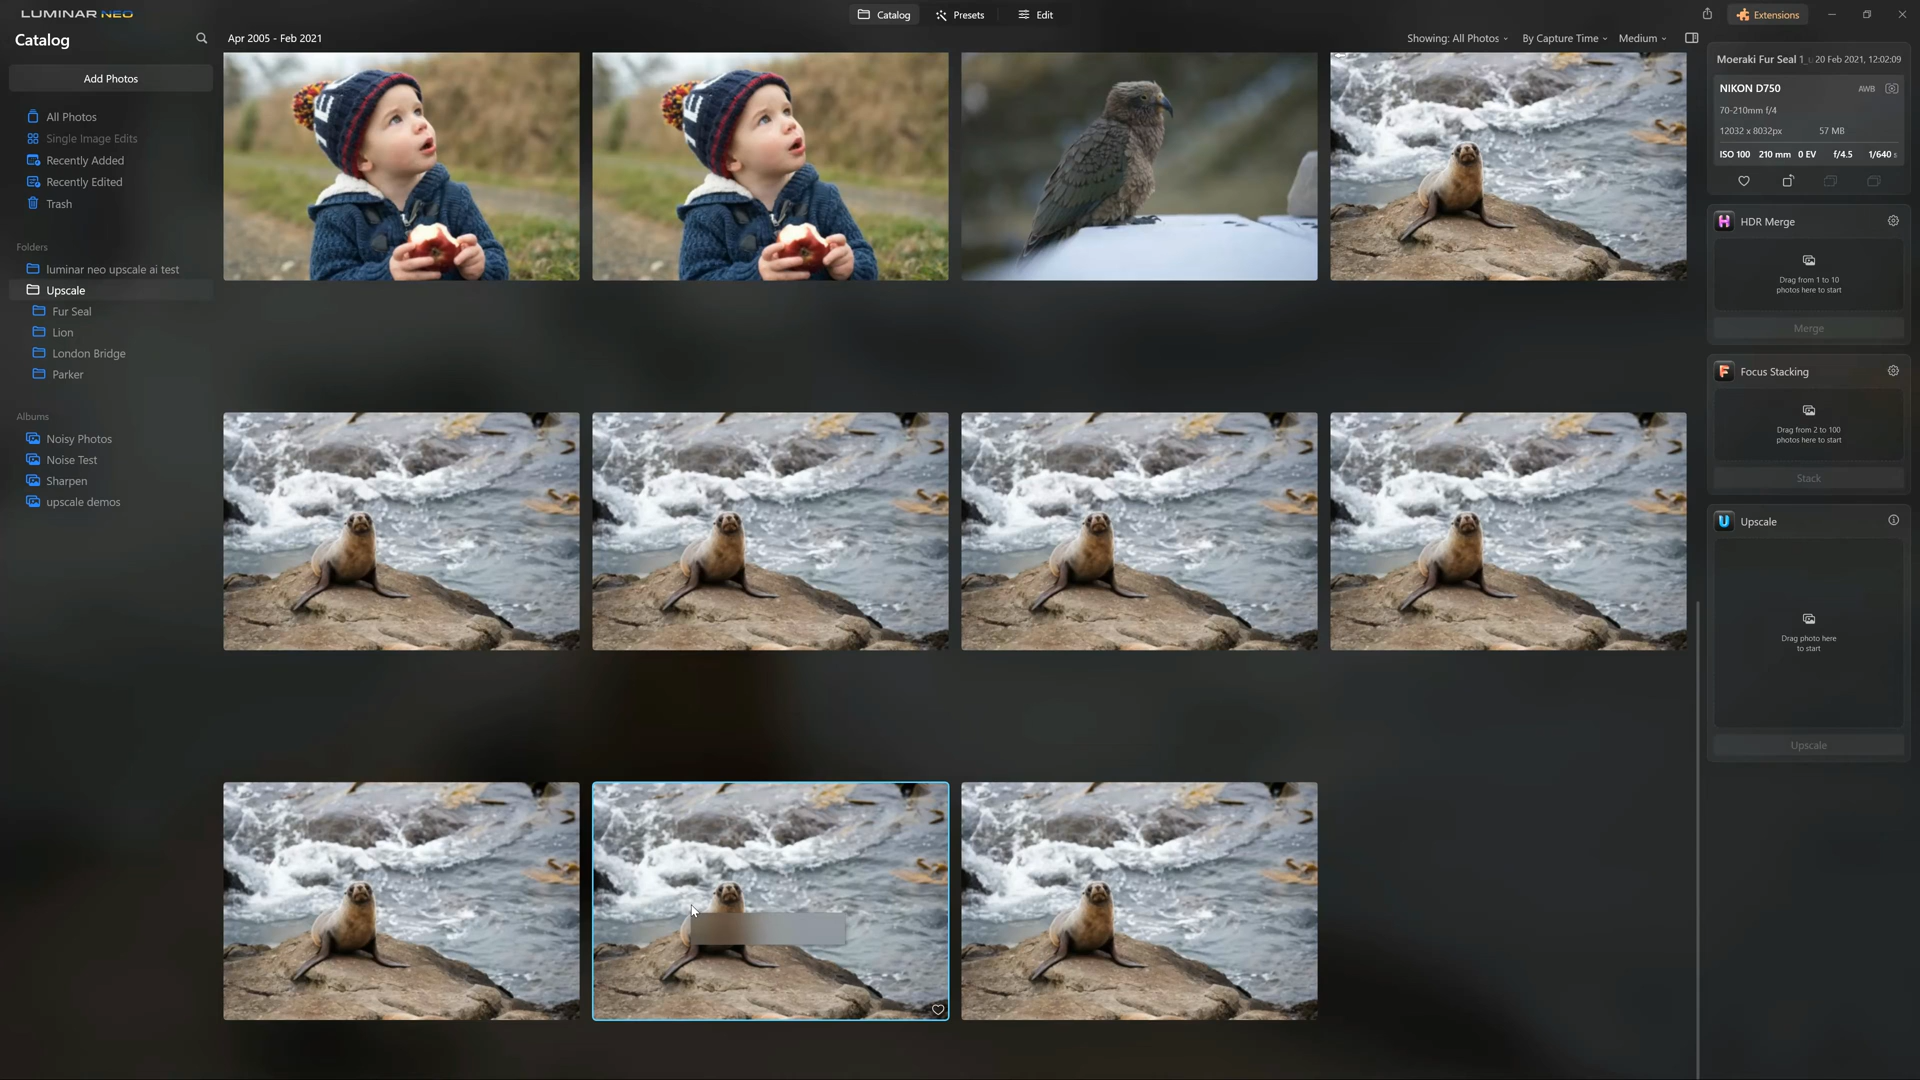 LUMINAR NEO
Catalog
Presets
Edit
Extensions
Catalog
Apr 2005 - Feb 2021
Showing: All Photos
By Capture Time
Medium
Add Photos
All Photos
Single Image Edits
Recently Added
Recently Edited
Trash
Folders
luminar neo upscale ai test
Upscale
Fur Seal
Lion
London Bridge
Parker
Albums
Noisy Photos
Noise Test
Sharpen
upscale demos
Moeraki Fur Seal 20 Feb 2021, 12:02:09
NIKON D750 AWB
70-210mm f/4
12032 x 8032px 57 MB
ISO 100 210 mm 0 EV f/4.5 1/640 s
HDR Merge
Drag from 1 to 10
photos here to start
Merge
Focus Stacking
Drag from 2 to 100
photos here to start
Stack
Upscale
Drag photo here
to start
Upscale